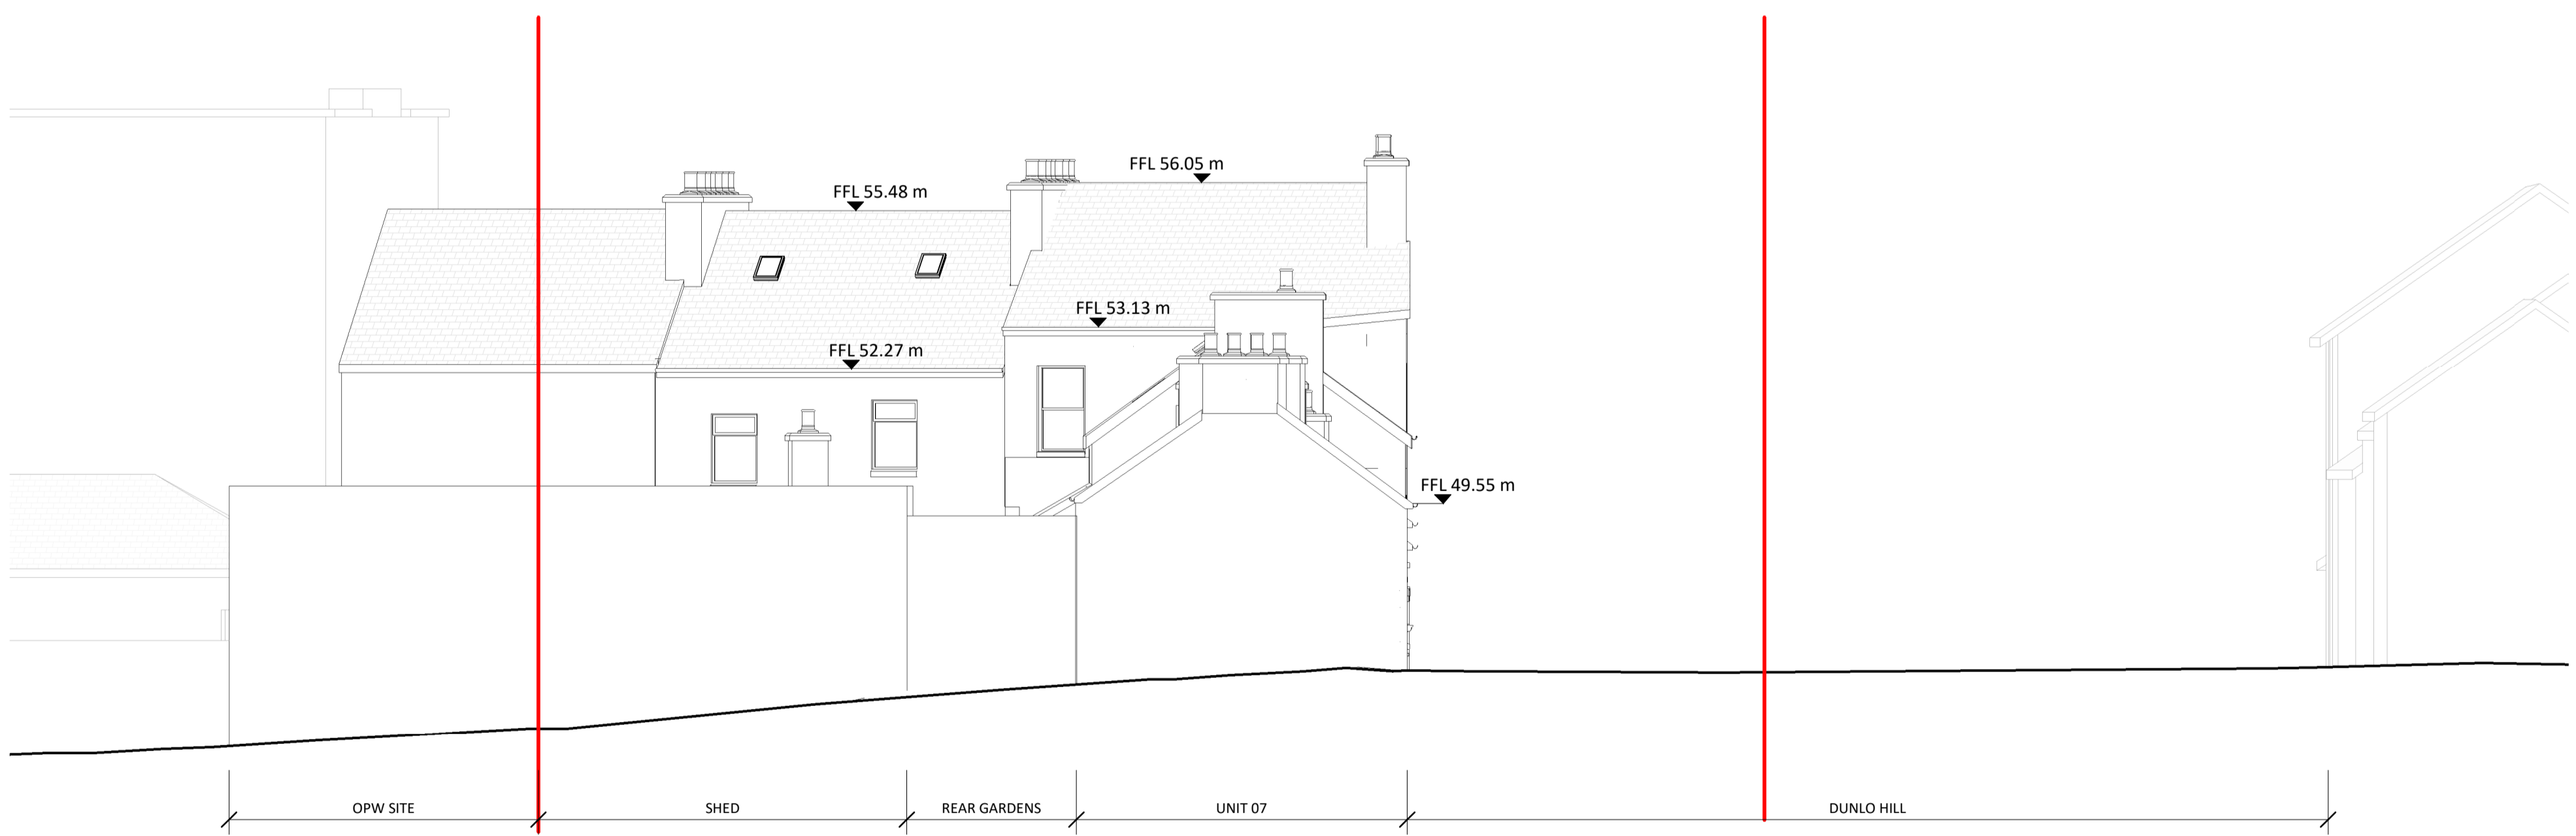 FFL 56.05 m
FFL 55.48 m
FFL 53.13 m
FFL 52.27 m
FFL 49.55 m
OPW SITE
SHED
REAR GARDENS
UNIT 07
DUNLO HILL